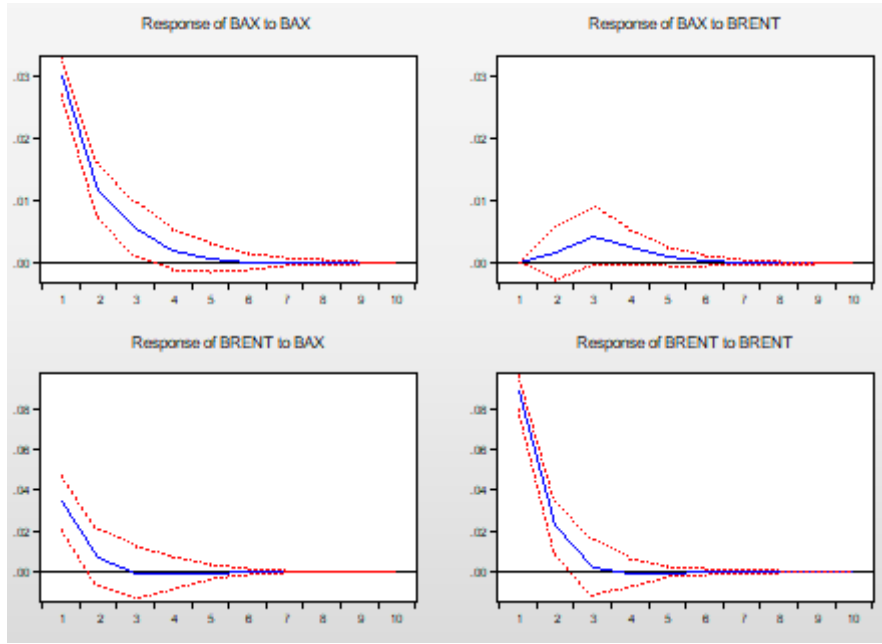 Response of BAX to BAX
.03
.02
.01
.00
1 2 3 4 5 6 7 8 9 10
Response of BAX to BRENT
.03
.02
.01
.00
1 2 3 4 5 6 7 8 9 10
Response of BRENT to BAX
.08
.06
.04
.02
.00
1 2 3 4 5 6 7 8 9 10
Response of BRENT to BRENT
.08
.06
.04
.02
.00
1 2 3 4 5 6 7 8 9 10